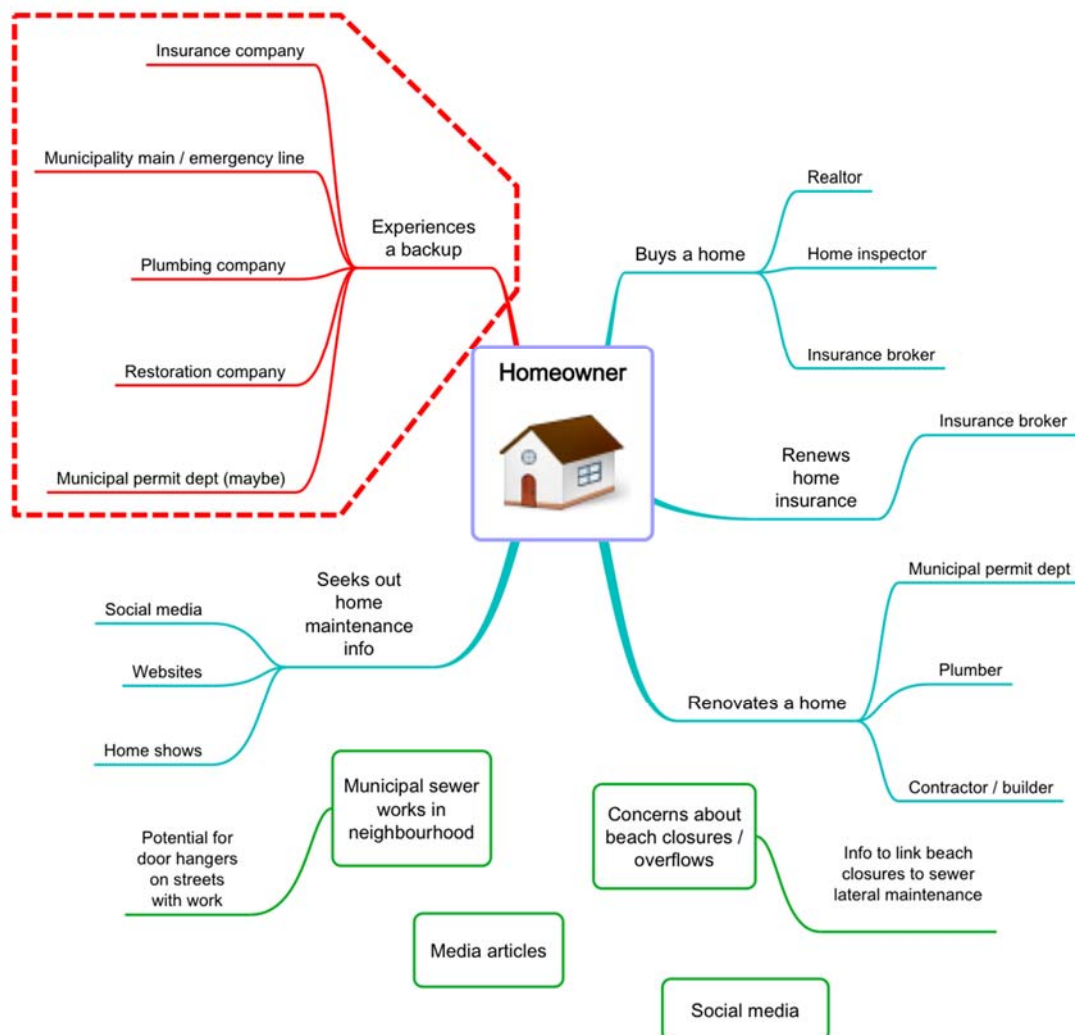 Insurance company
Municipality main / emergency line
Plumbing company
Restoration company
Municipal permit dept (maybe)
Experiences
a backup
Homeowner
Buys a home
Realtor
Home inspector
Insurance broker
Renews
home
insurance
Insurance broker
Renovates a home
Municipal permit dept
Plumber
Contractor / builder
Seeks out
home
maintenance
info
Social media
Websites
Home shows
Municipal sewer
works in
neighbourhood
Potential for
door hangers
on streets
with work
Concerns about
beach closures /
overflows
Info to link beach
closures to sewer
lateral maintenance
Media articles
Social media